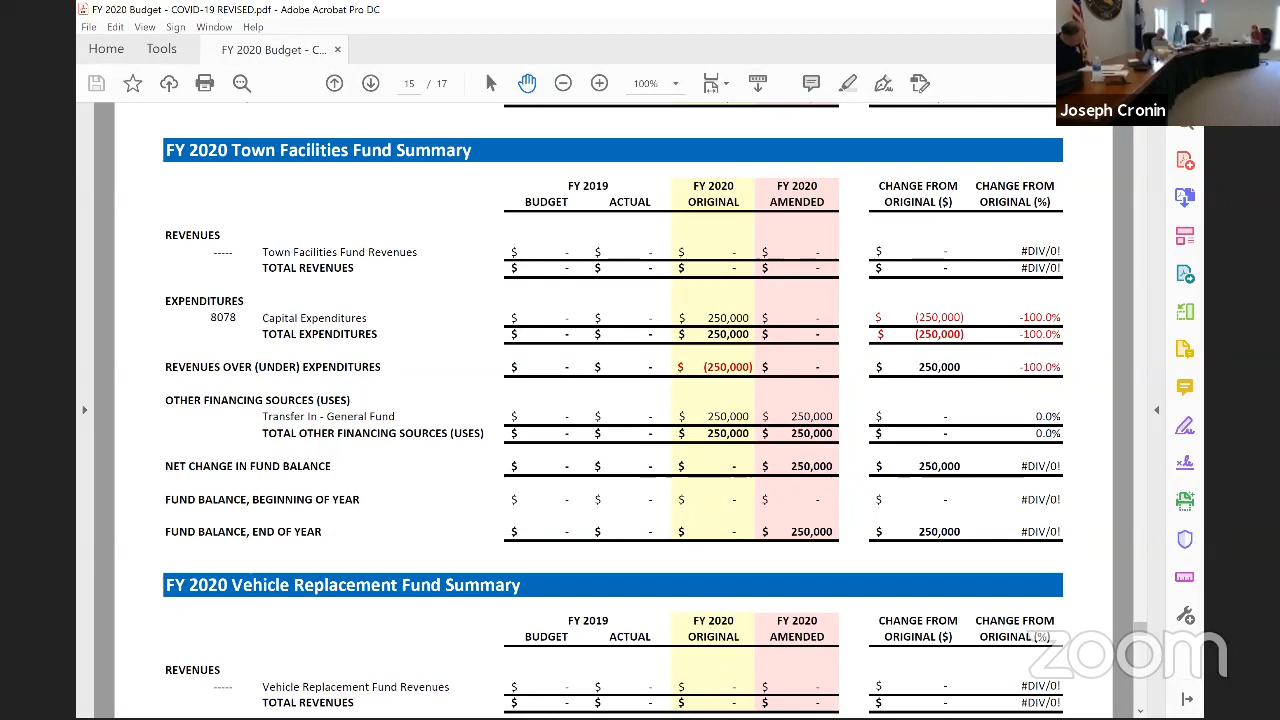 FY 2020 Budget - COVID-19 REVISED.pdf - Adobe Acrobat Pro DC
File Edit View Sign Window Help
Home Tools FY 2020 Budget - C... ×
15 / 17 100%
Joseph Cronin
FY 2020 Town Facilities Fund Summary
FY 2019 FY 2020 FY 2020 CHANGE FROM CHANGE FROM
BUDGET ACTUAL ORIGINAL AMENDED ORIGINAL ($) ORIGINAL (%)
REVENUES
----- Town Facilities Fund Revenues $ - $ - $ - $ - $ - #DIV/0!
TOTAL REVENUES $ - $ - $ - $ - $ - #DIV/0!
EXPENDITURES
8078 Capital Expenditures $ - $ - $ 250,000 $ - $ (250,000) -100.0%
TOTAL EXPENDITURES $ - $ - $ 250,000 $ - $ (250,000) -100.0%
REVENUES OVER (UNDER) EXPENDITURES $ - $ - $ (250,000) $ - $ 250,000 -100.0%
OTHER FINANCING SOURCES (USES)
Transfer In - General Fund $ - $ - $ 250,000 $ 250,000 $ - 0.0%
TOTAL OTHER FINANCING SOURCES (USES) $ - $ - $ 250,000 $ 250,000 $ - 0.0%
NET CHANGE IN FUND BALANCE $ - $ - $ - $ 250,000 $ 250,000 #DIV/0!
FUND BALANCE, BEGINNING OF YEAR $ - $ - $ - $ - $ - #DIV/0!
FUND BALANCE, END OF YEAR $ - $ - $ - $ 250,000 $ 250,000 #DIV/0!
FY 2020 Vehicle Replacement Fund Summary
FY 2019 FY 2020 FY 2020 CHANGE FROM CHANGE FROM
BUDGET ACTUAL ORIGINAL AMENDED ORIGINAL ($) ORIGINAL (%)
zoom
REVENUES
----- Vehicle Replacement Fund Revenues $ - $ - $ - $ - $ - #DIV/0!
TOTAL REVENUES $ - $ - $ - $ - $ - #DIV/0!